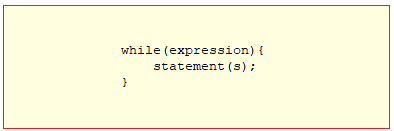 while(expression){
    statement(s);
}